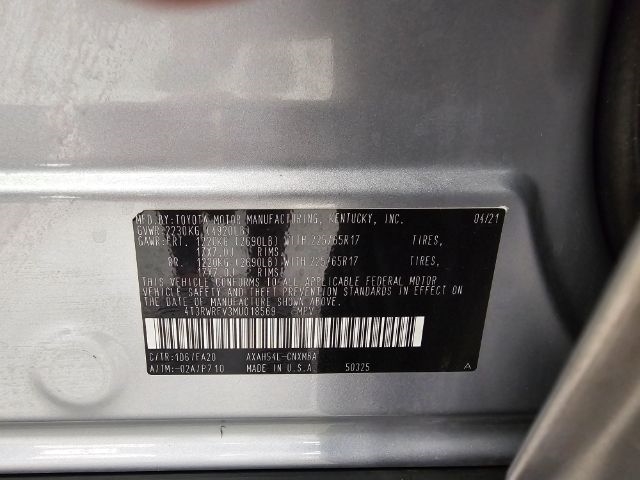 MFD.BY:TOYOTA MOTOR MANUFACTURING, KENTUCKY, INC. 04/21
GVWR:2230KG (4920LB)
GAWR:FRT. 1220KG (2690LB) WITH 225/65R17
17X7.0J RIMS
RR. 1220KG (2690LB) WITH 225/65R17 TIRES,
17X7.0J RIMS
THIS VEHICLE CONFORMS TO ALL APPLICABLE FEDERAL MOTOR
VEHICLE SAFETY AND THEFT PREVENTION STANDARDS IN EFFECT
ON THE DATE OF MANUFACTURE SHOWN ABOVE.
4T3RWRFV3MU018569 MPV
C/TR:1D6/FA20 AXAH54L-CNXMBA
A/TM:-02A/P710 MADE IN U.S.A. 50325 A